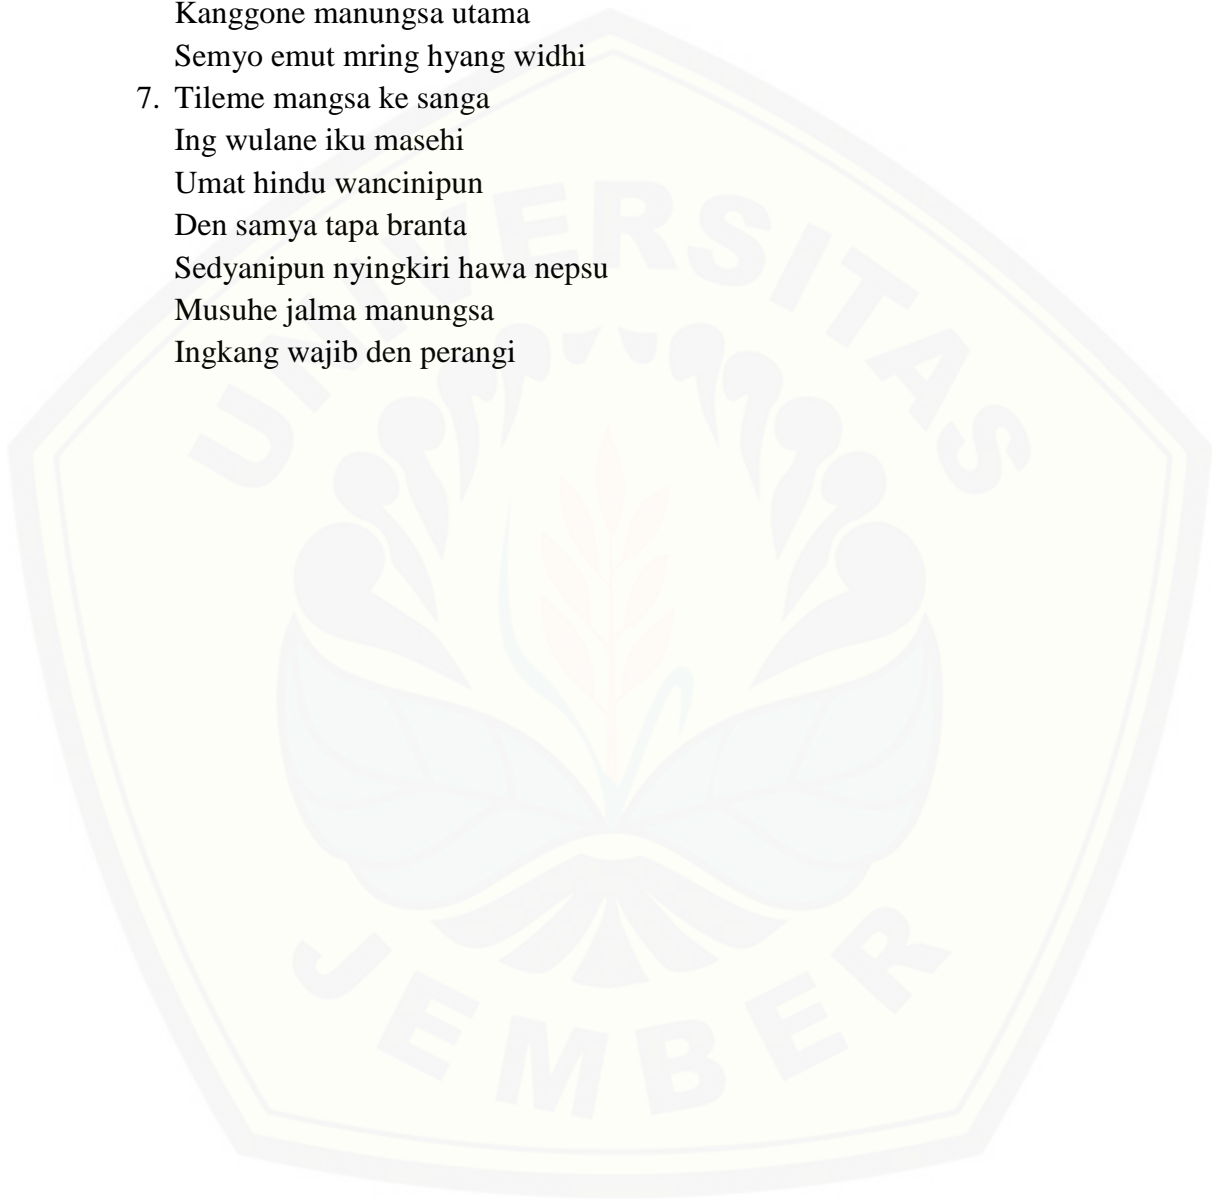 Kanggone manungsa utama
Semyo emut mring hyang widhi
7. Tileme mangsa ke sanga
Ing wulane iku masehi
Umat hindu wancinipun
Den samya tapa branta
Sedyanipun nyingkiri hawa nepsu
Musuhe jalma manungsa
Ingkang wajib den perangi
UNIVERSITAS
JEMBER